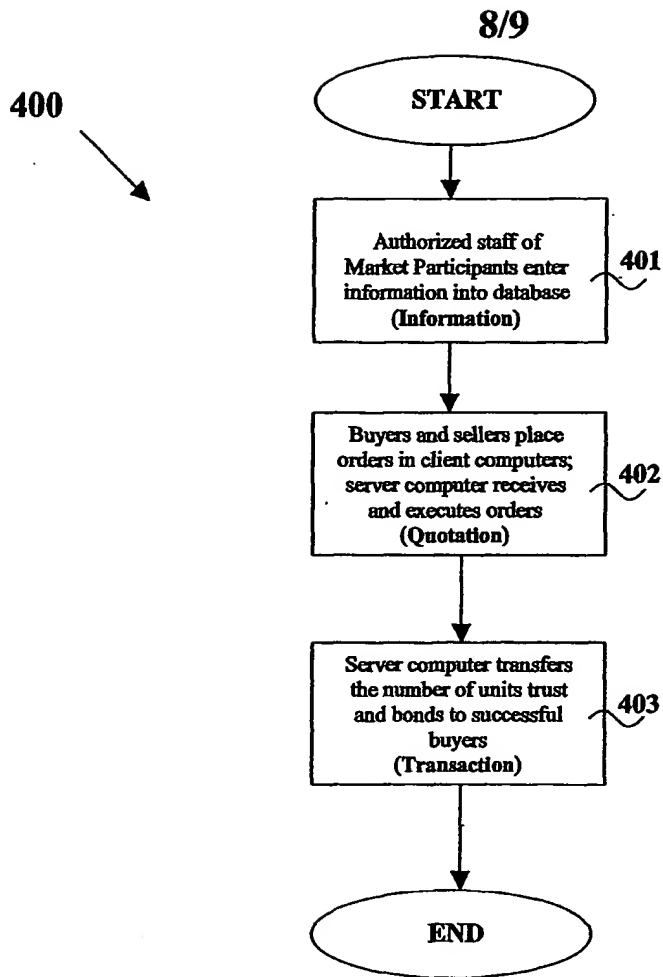 8/9
400
START
Authorized staff of
Market Participants enter
information into database
(Information)
401
Buyers and sellers place
orders in client computers;
server computer receives
and executes orders
(Quotation)
402
Server computer transfers
the number of units trust
and bonds to successful
buyers
(Transaction)
403
END